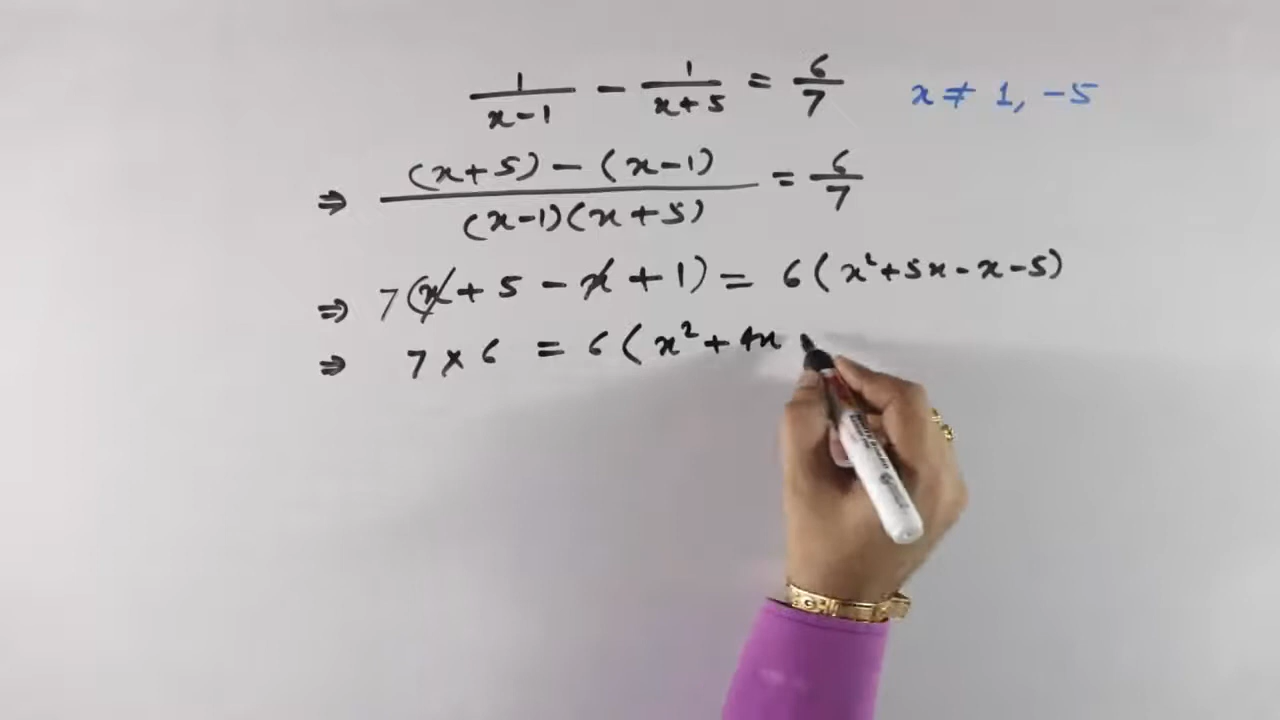 1/(x-1) - 1/(x+5) = 6/7 x ≠ 1, -5
⇒ ((x+5) - (x-1))/((x-1)(x+5)) = 6/7
⇒ 7(x + 5 - x + 1) = 6(x² + 5x - x - 5)
⇒ 7 × 6 = 6(x² + 4x